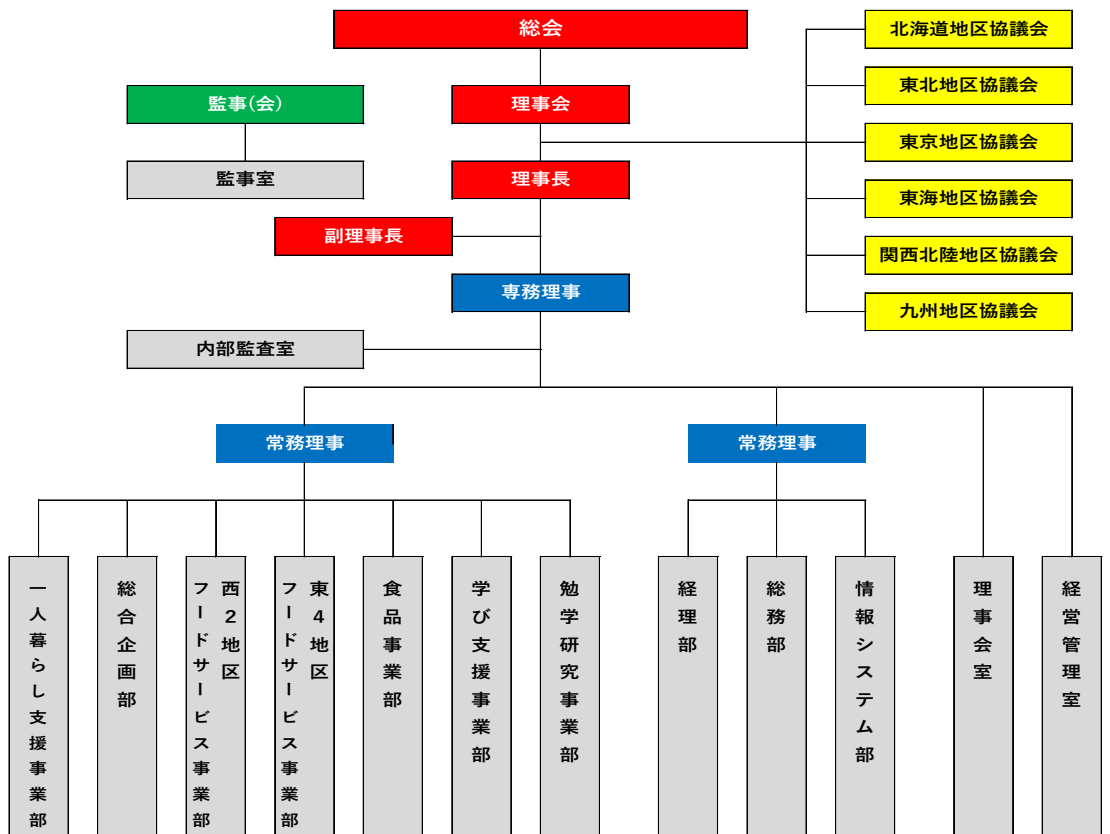 総会
北海道地区協議会
監事(会)
理事会
東北地区協議会
東京地区協議会
監事室
理事長
東海地区協議会
副理事長
関西北陸地区協議会
専務理事
九州地区協議会
内部監査室
常務理事
常務理事
一人暮らし支援事業部
総合企画部
西2地区
フードサービス事業部
東4地区
フードサービス事業部
食品事業部
学び支援事業部
勉学研究事業部
経理部
総務部
情報システム部
理事会室
経営管理室